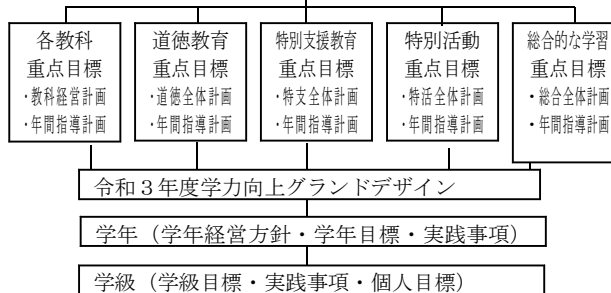 各教科
重点目標
・教科経営計画
・年間指導計画
道徳教育
重点目標
・道徳全体計画
・年間指導計画
特別支援教育
重点目標
・特支全体計画
・年間指導計画
特別活動
重点目標
・特活全体計画
・年間指導計画
総合的な学習
重点目標
・総合全体計画
・年間指導計画
令和３年度学力向上グランドデザイン
学年（学年経営方針・学年目標・実践事項）
学級（学級目標・実践事項・個人目標）